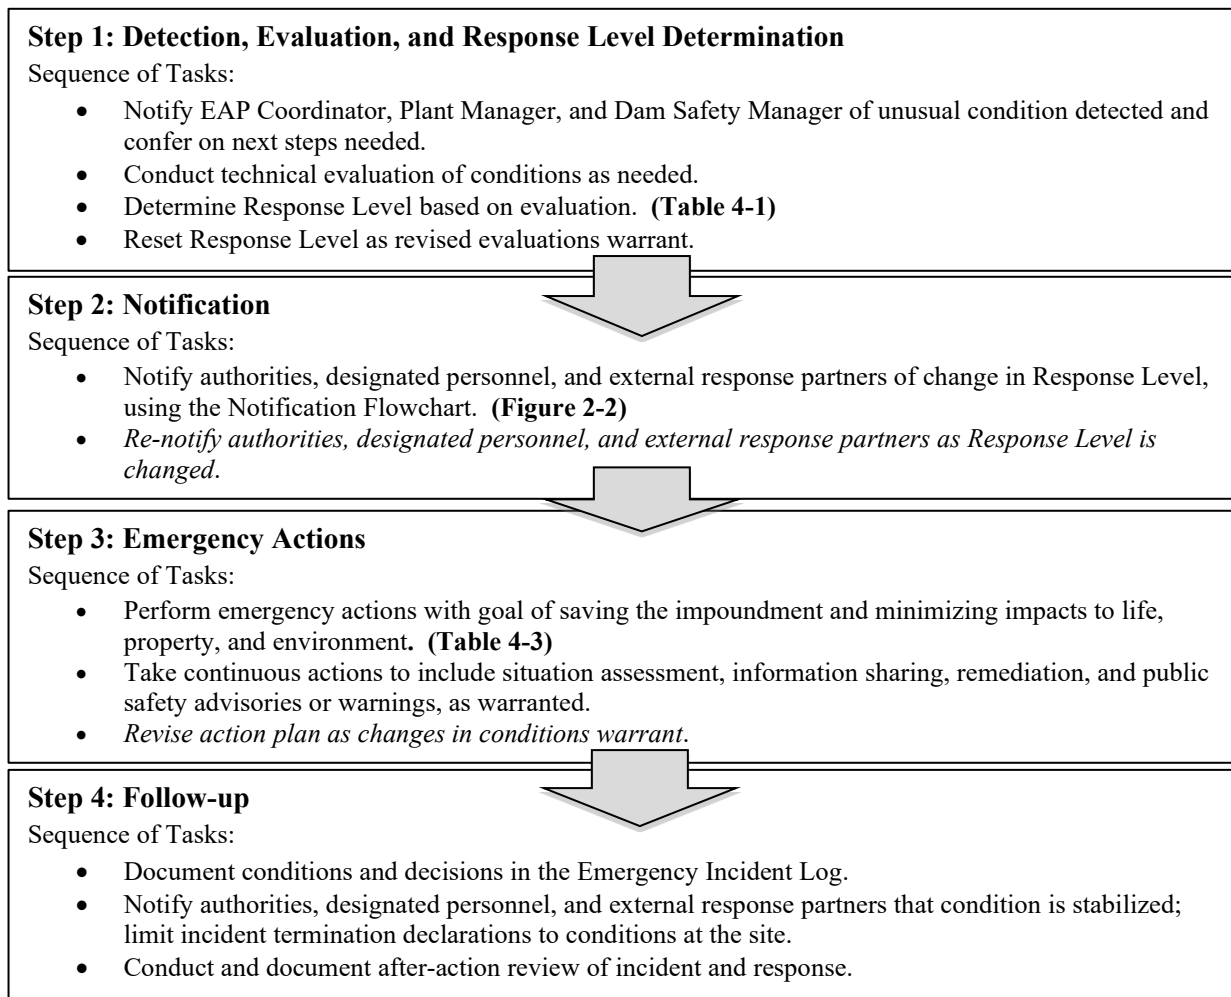 Step 1: Detection, Evaluation, and Response Level Determination
Sequence of Tasks:
• Notify EAP Coordinator, Plant Manager, and Dam Safety Manager of unusual condition detected and
confer on next steps needed.
• Conduct technical evaluation of conditions as needed.
• Determine Response Level based on evaluation. (Table 4-1)
• Reset Response Level as revised evaluations warrant.
Step 2: Notification
Sequence of Tasks:
• Notify authorities, designated personnel, and external response partners of change in Response Level,
using the Notification Flowchart. (Figure 2-2)
• Re-notify authorities, designated personnel, and external response partners as Response Level is
changed.
Step 3: Emergency Actions
Sequence of Tasks:
• Perform emergency actions with goal of saving the impoundment and minimizing impacts to life,
property, and environment. (Table 4-3)
• Take continuous actions to include situation assessment, information sharing, remediation, and public
safety advisories or warnings, as warranted.
• Revise action plan as changes in conditions warrant.
Step 4: Follow-up
Sequence of Tasks:
• Document conditions and decisions in the Emergency Incident Log.
• Notify authorities, designated personnel, and external response partners that condition is stabilized;
limit incident termination declarations to conditions at the site.
• Conduct and document after-action review of incident and response.